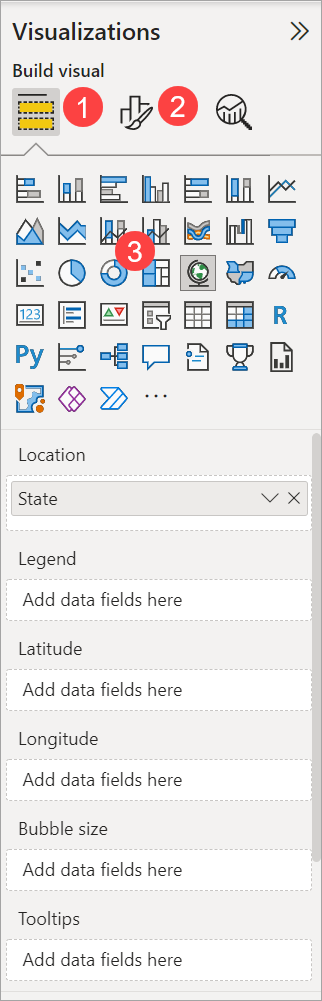 Visualizations
Build visual
1
2
3
123
R
Py
Location
State
Legend
Add data fields here
Latitude
Add data fields here
Longitude
Add data fields here
Bubble size
Add data fields here
Tooltips
Add data fields here